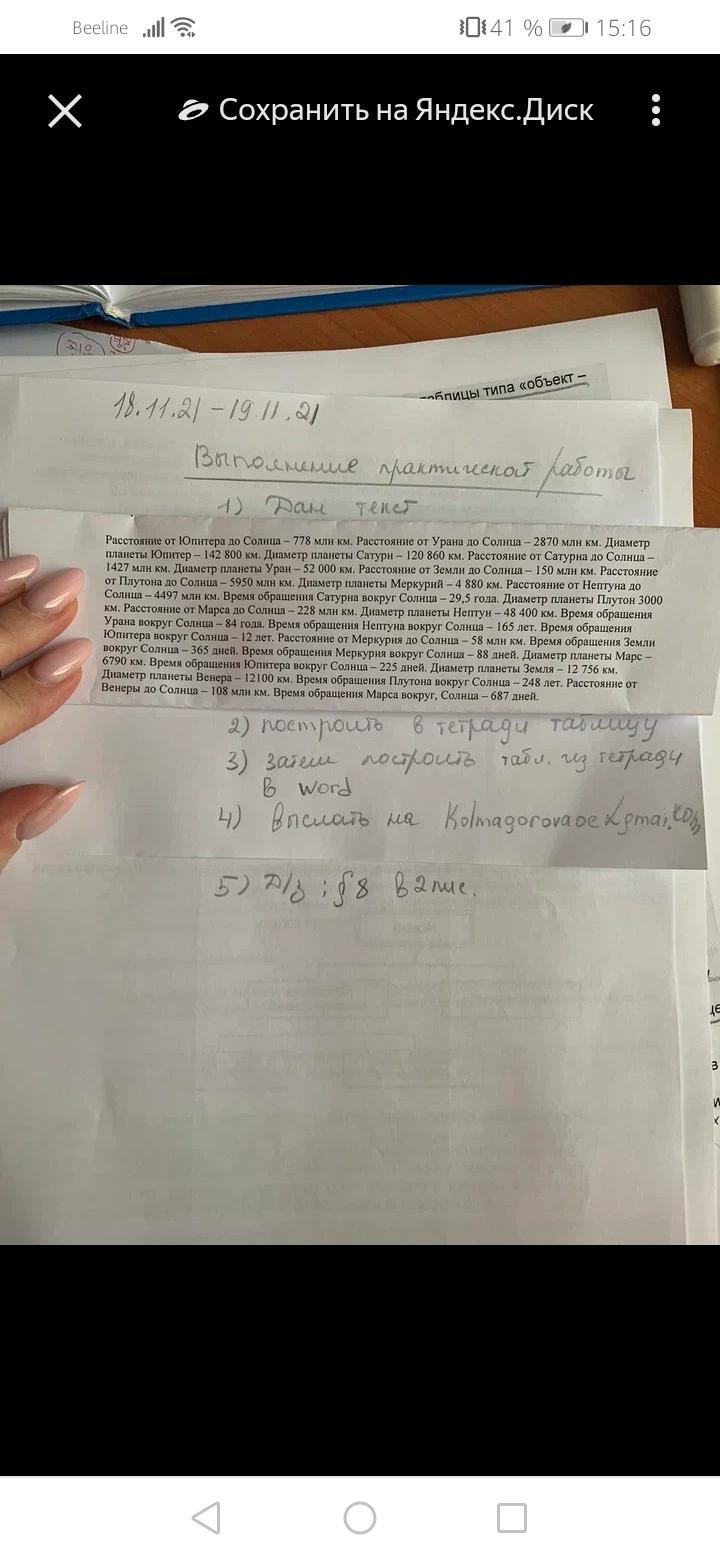 Beeline 41 % 15:16
Сохранить на Яндекс.Диск
таблицы типа «объект –
18.11.21 – 19.11.21
Выполнение практической работы
1) Дан текст
Расстояние от Юпитера до Солнца – 778 млн км. Расстояние от Урана до Солнца – 2870 млн км. Диаметр
планеты Юпитер – 142 800 км. Диаметр планеты Сатурн – 120 860 км. Расстояние от Сатурна до Солнца –
1427 млн км. Диаметр планеты Уран – 52 000 км. Расстояние от Земли до Солнца – 150 млн км. Расстояние
от Плутона до Солнца – 5950 млн км. Диаметр планеты Меркурий – 4 880 км. Расстояние от Нептуна до
Солнца – 4497 млн км. Время обращения Сатурна вокруг Солнца – 29,5 года. Диаметр планеты Плутон 3000
км. Расстояние от Марса до Солнца – 228 млн км. Диаметр планеты Нептун – 48 400 км. Время обращения
Урана вокруг Солнца – 84 года. Время обращения Нептуна вокруг Солнца – 165 лет. Время обращения
Юпитера вокруг Солнца – 12 лет. Расстояние от Меркурия до Солнца – 58 млн км. Время обращения Земли
вокруг Солнца – 365 дней. Время обращения Меркурия вокруг Солнца – 88 дней. Диаметр планеты Марс –
6790 км. Время обращения Юпитера вокруг Солнца – 225 дней. Диаметр планеты Земля – 12 756 км.
Диаметр планеты Венера – 12100 км. Время обращения Плутона вокруг Солнца – 248 лет. Расстояние от
Венеры до Солнца – 108 млн км. Время обращения Марса вокруг, Солнца – 687 дней.
2) построить в тетради таблицу
3) затем построить табл. из тетради
в Word
4) выслать на
5) Д/з ; § 8 в 2 пис.